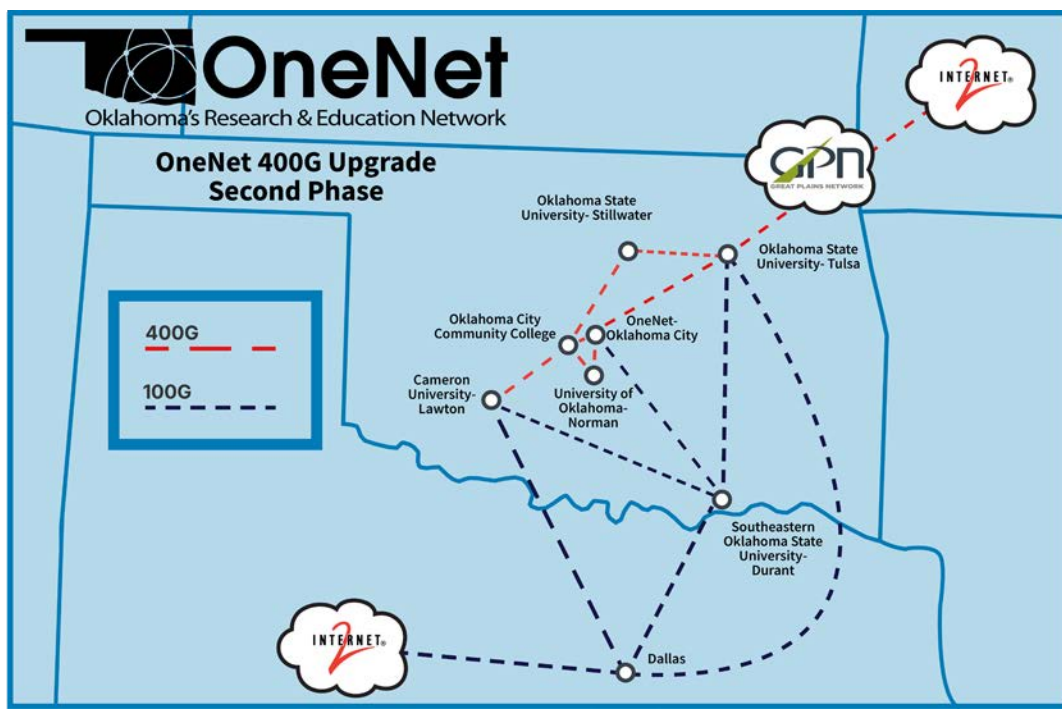 OneNet
Oklahoma's Research & Education Network
INTERNET®
2
OneNet 400G Upgrade
Second Phase
GPN
GREAT PLAINS NETWORK
Oklahoma State
University- Stillwater
Oklahoma State
University- Tulsa
400G
100G
Oklahoma City
Community College
OneNet-
Oklahoma City
Cameron
University-
Lawton
University of
Oklahoma-
Norman
Southeastern
Oklahoma State
University-
Durant
INTERNET®
2
Dallas